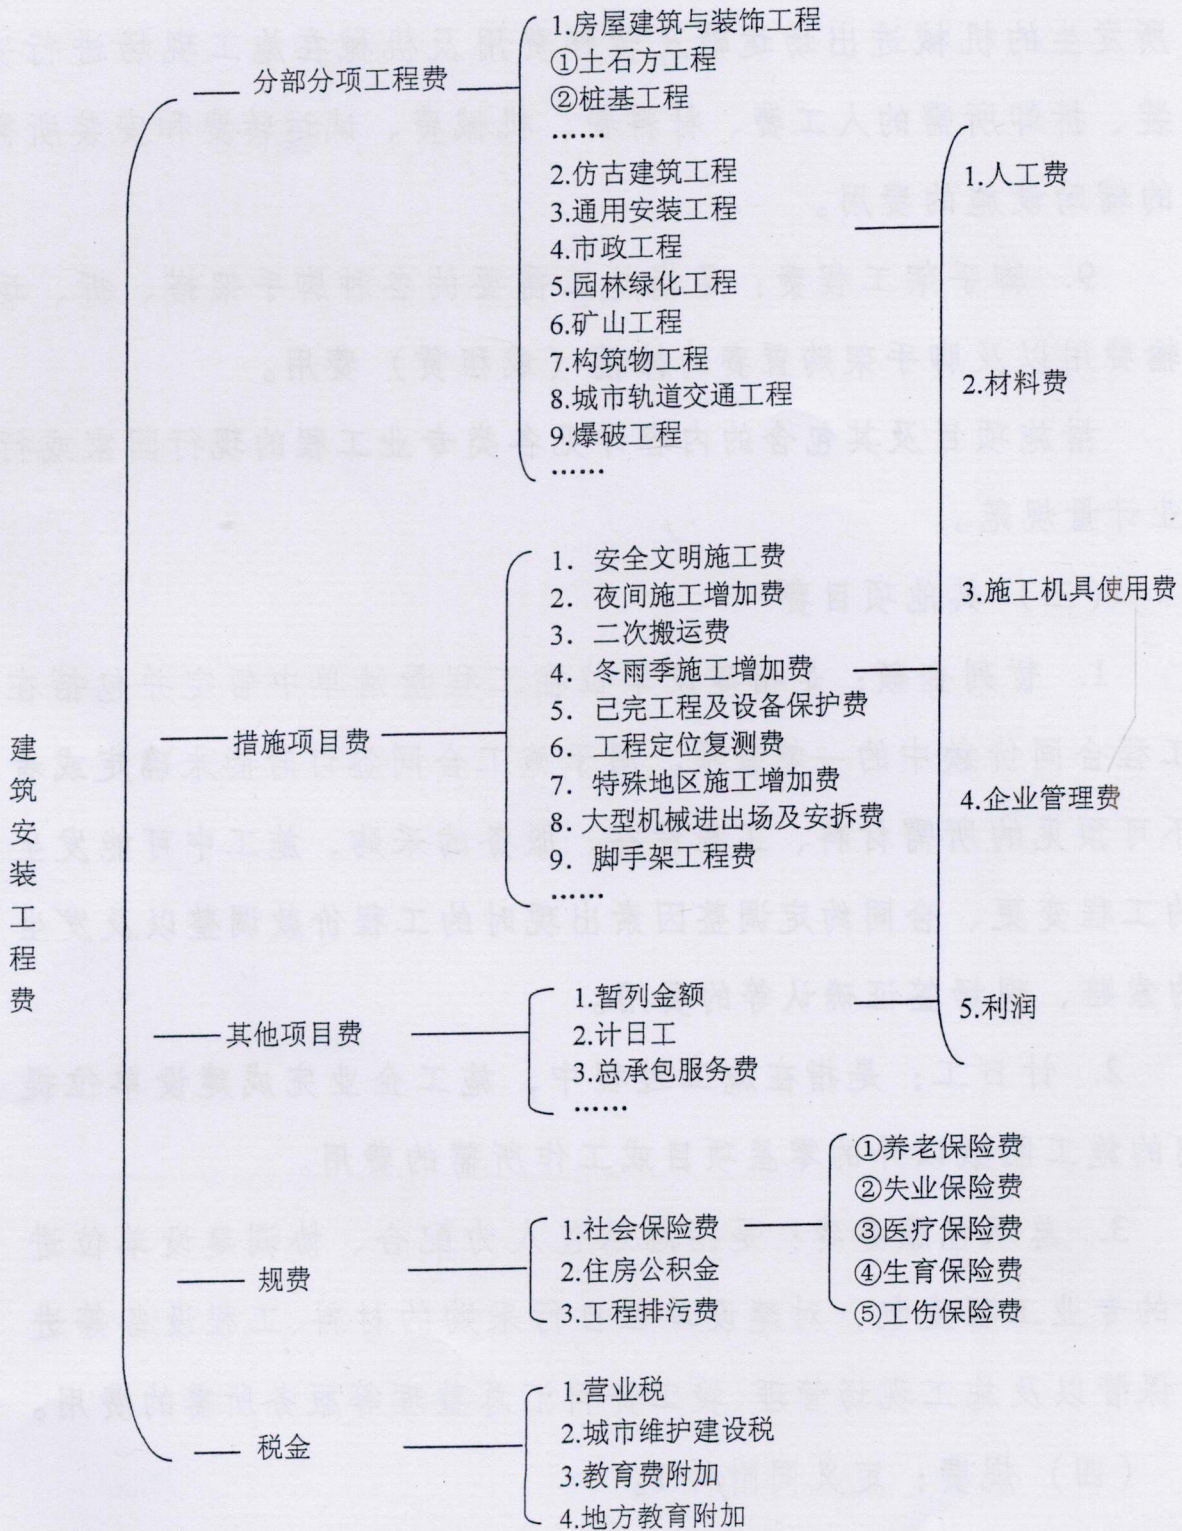 建筑安装工程费
分部分项工程费
1.房屋建筑与装饰工程
①土石方工程
②桩基工程
……
2.仿古建筑工程
3.通用安装工程
4.市政工程
5.园林绿化工程
6.矿山工程
7.构筑物工程
8.城市轨道交通工程
9.爆破工程
……
措施项目费
1. 安全文明施工费
2. 夜间施工增加费
3. 二次搬运费
4. 冬雨季施工增加费
5. 已完工程及设备保护费
6. 工程定位复测费
7. 特殊地区施工增加费
8. 大型机械进出场及安拆费
9. 脚手架工程费
……
其他项目费
1.暂列金额
2.计日工
3.总承包服务费
……
1.人工费
2.材料费
3.施工机具使用费
4.企业管理费
5.利润
规费
1.社会保险费
2.住房公积金
3.工程排污费
①养老保险费
②失业保险费
③医疗保险费
④生育保险费
⑤工伤保险费
税金
1.营业税
2.城市维护建设税
3.教育费附加
4.地方教育附加